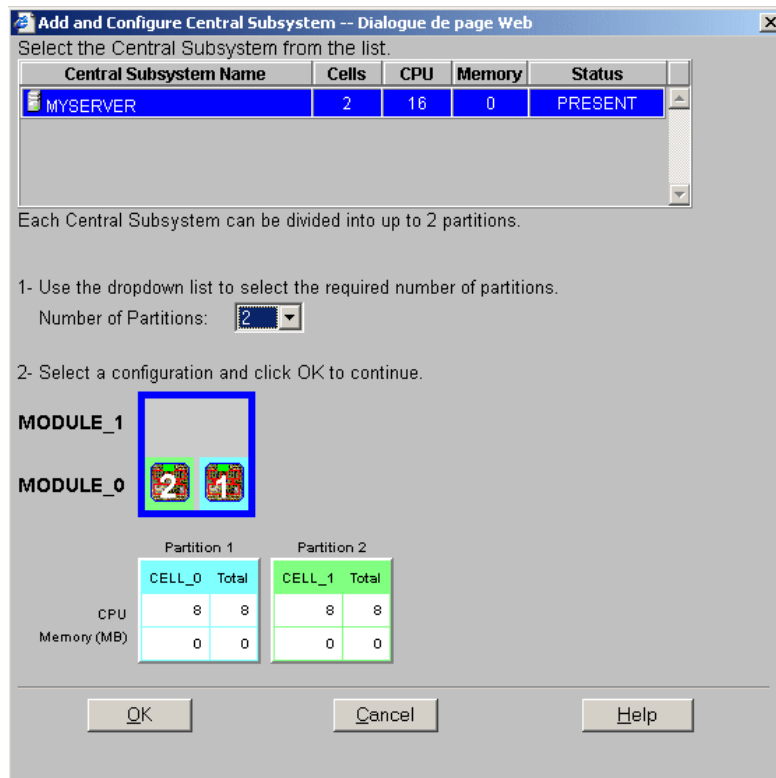 Add and Configure Central Subsystem -- Dialogue de page Web
Select the Central Subsystem from the list.
Central Subsystem Name Cells CPU Memory Status
MYSERVER 2 16 0 PRESENT
Each Central Subsystem can be divided into up to 2 partitions.
1- Use the dropdown list to select the required number of partitions.
Number of Partitions: 2
2- Select a configuration and click OK to continue.
MODULE_1
MODULE_0 2 1
Partition 1 Partition 2
CELL_0 Total CELL_1 Total
CPU 8 8 8 8
Memory (MB) 0 0 0 0
OK Cancel Help